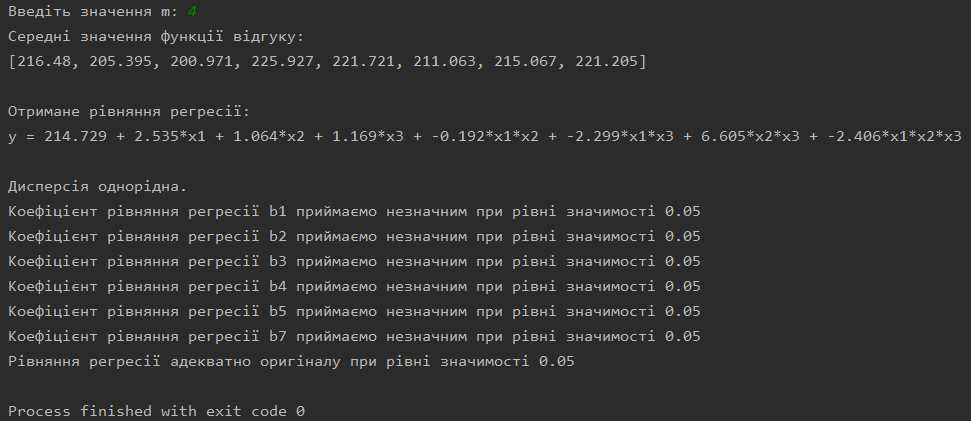 Введіть значення m: 4
Середні значення функції відгуку:
[216.48, 205.395, 200.971, 225.927, 221.721, 211.063, 215.067, 221.205]
Отримане рівняння регресії:
y = 214.729 + 2.535*x1 + 1.064*x2 + 1.169*x3 + -0.192*x1*x2 + -2.299*x1*x3 + 6.605*x2*x3 + -2.406*x1*x2*x3
Дисперсія однорідна.
Коефіцієнт рівняння регресії b1 приймаємо незначним при рівні значимості 0.05
Коефіцієнт рівняння регресії b2 приймаємо незначним при рівні значимості 0.05
Коефіцієнт рівняння регресії b3 приймаємо незначним при рівні значимості 0.05
Коефіцієнт рівняння регресії b4 приймаємо незначним при рівні значимості 0.05
Коефіцієнт рівняння регресії b5 приймаємо незначним при рівні значимості 0.05
Коефіцієнт рівняння регресії b7 приймаємо незначним при рівні значимості 0.05
Рівняння регресії адекватно оригіналу при рівні значимості 0.05
Process finished with exit code 0